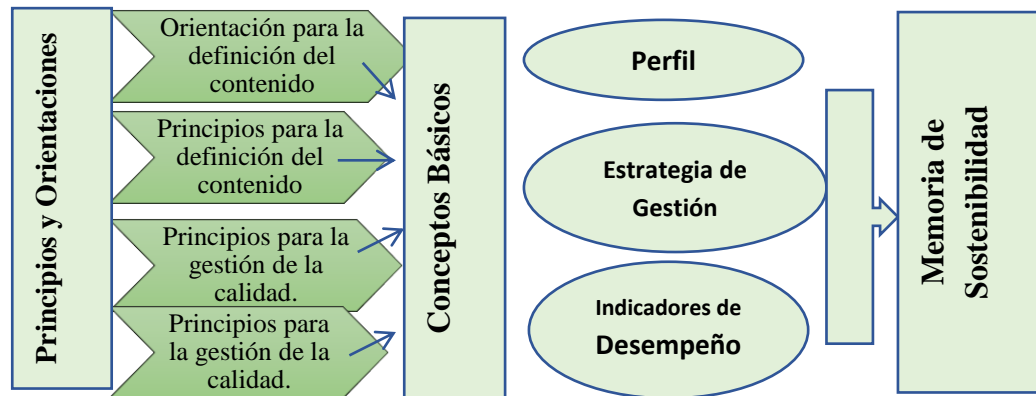 Principios y Orientaciones
Orientación para la
definición del
contenido
Principios para la
definición del
contenido
Principios para la
gestión de la
calidad.
Principios para
la gestión de la
calidad.
Conceptos Básicos
Perfil
Estrategia de
Gestión
Indicadores de
Desempeño
Memoria de
Sostenibilidad